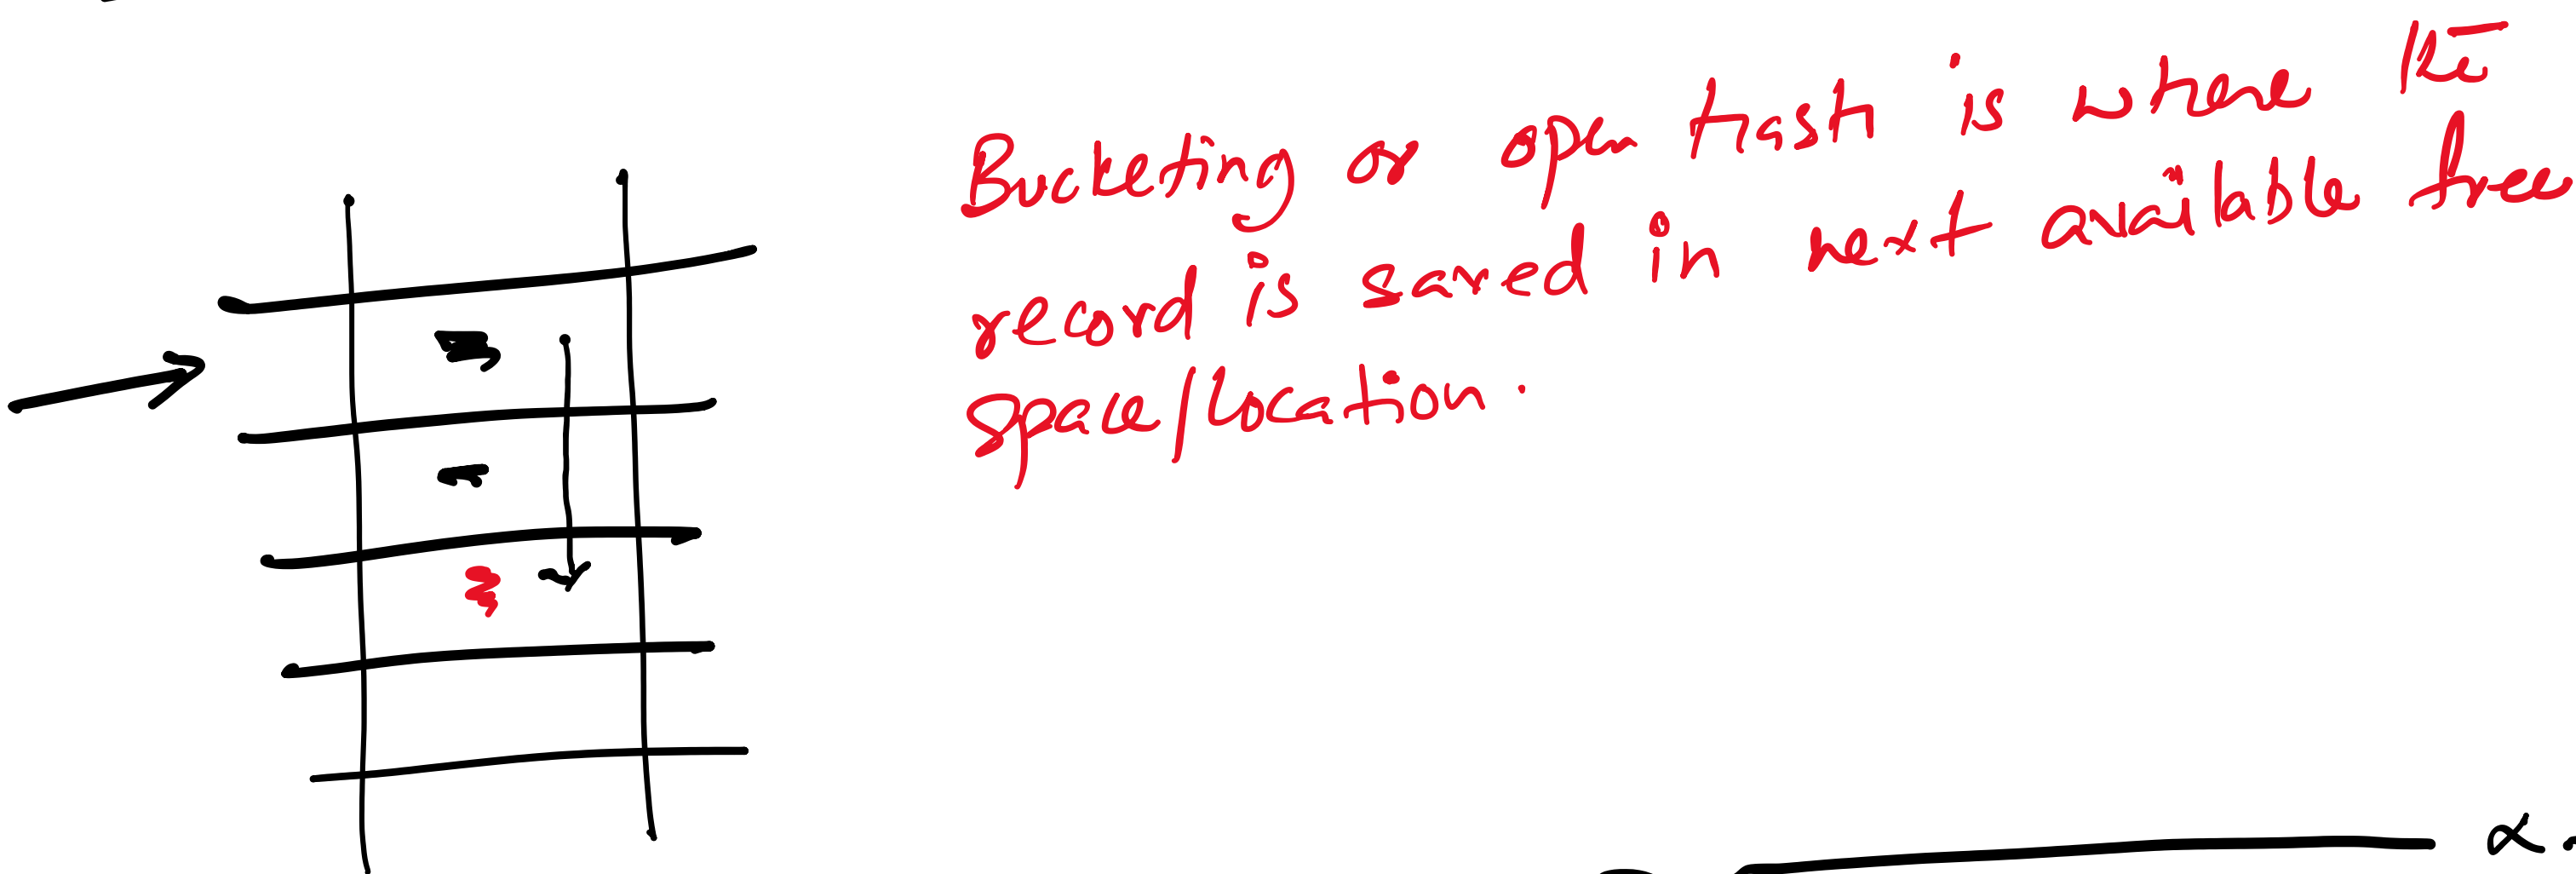 Bucketing or open hash is where the
record is saved in next available free
space/location.
α